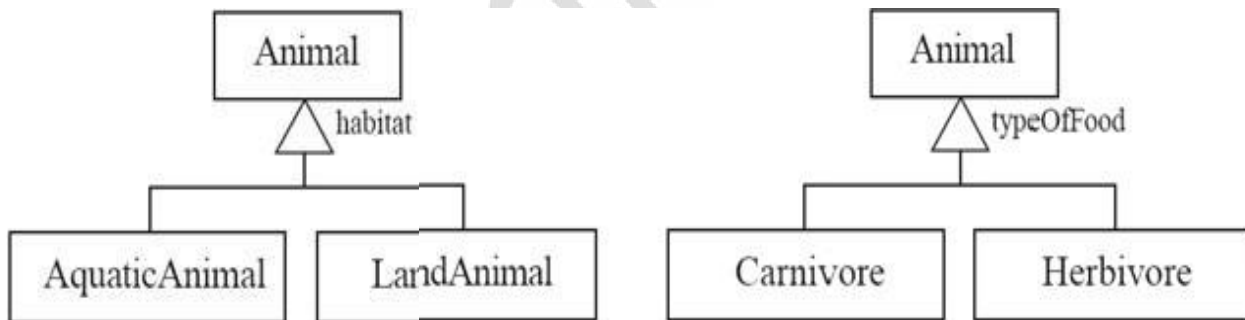 Animal
habitat
AquaticAnimal
LandAnimal
Animal
typeOfFood
Carnivore
Herbivore